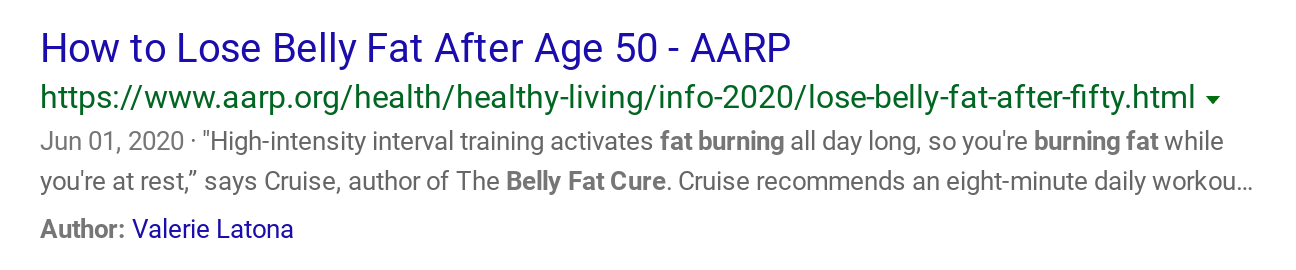 How to Lose Belly Fat After Age 50 - AARP
https://www.aarp.org/health/healthy-living/info-2020/lose-belly-fat-after-fifty.html
Jun 01, 2020 · "High-intensity interval training activates fat burning all day long, so you're burning fat while
you're at rest,” says Cruise, author of The Belly Fat Cure. Cruise recommends an eight-minute daily workou…
Author: Valerie Latona